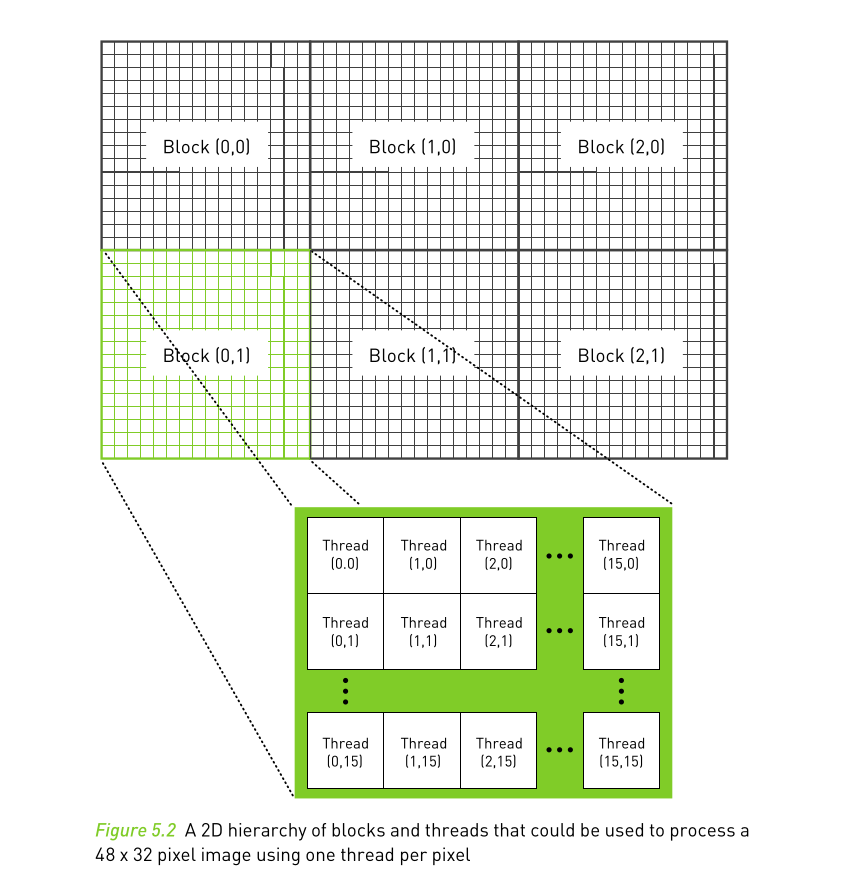 Block (0,0) Block (1,0) Block (2,0)
Block (0,1) Block (1,1) Block (2,1)
Thread Thread Thread Thread
(0.0) (1,0) (2,0) ••• (15,0)
Thread Thread Thread Thread
(0,1) (1,1) (2,1) ••• (15,1)
Thread Thread Thread Thread
(0,15) (1,15) (2,15) ••• (15,15)
Figure 5.2 A 2D hierarchy of blocks and threads that could be used to process a
48 x 32 pixel image using one thread per pixel